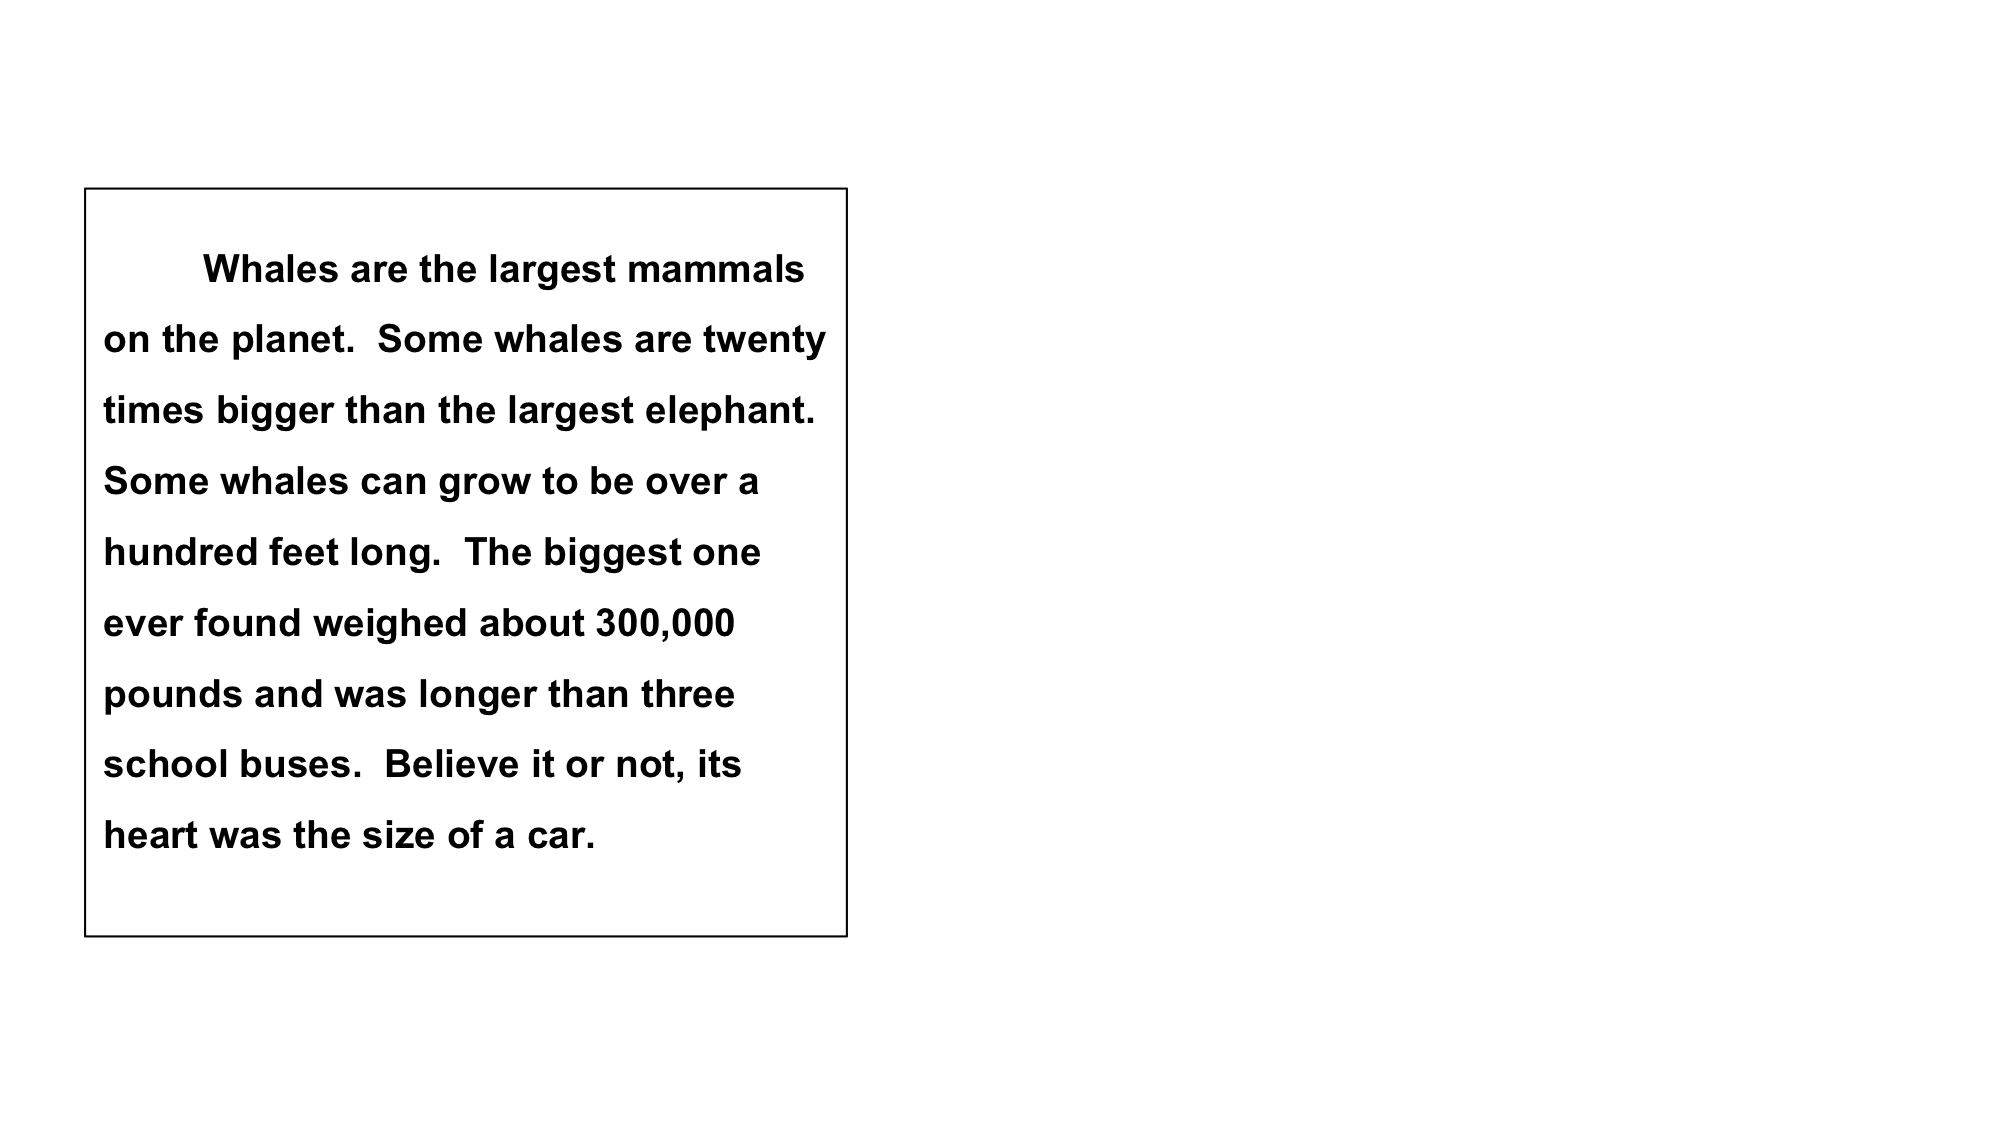 Whales are the largest mammals
on the planet.  Some whales are twenty
times bigger than the largest elephant.
Some whales can grow to be over a
hundred feet long.  The biggest one
ever found weighed about 300,000
pounds and was longer than three
school buses.  Believe it or not, its
heart was the size of a car.